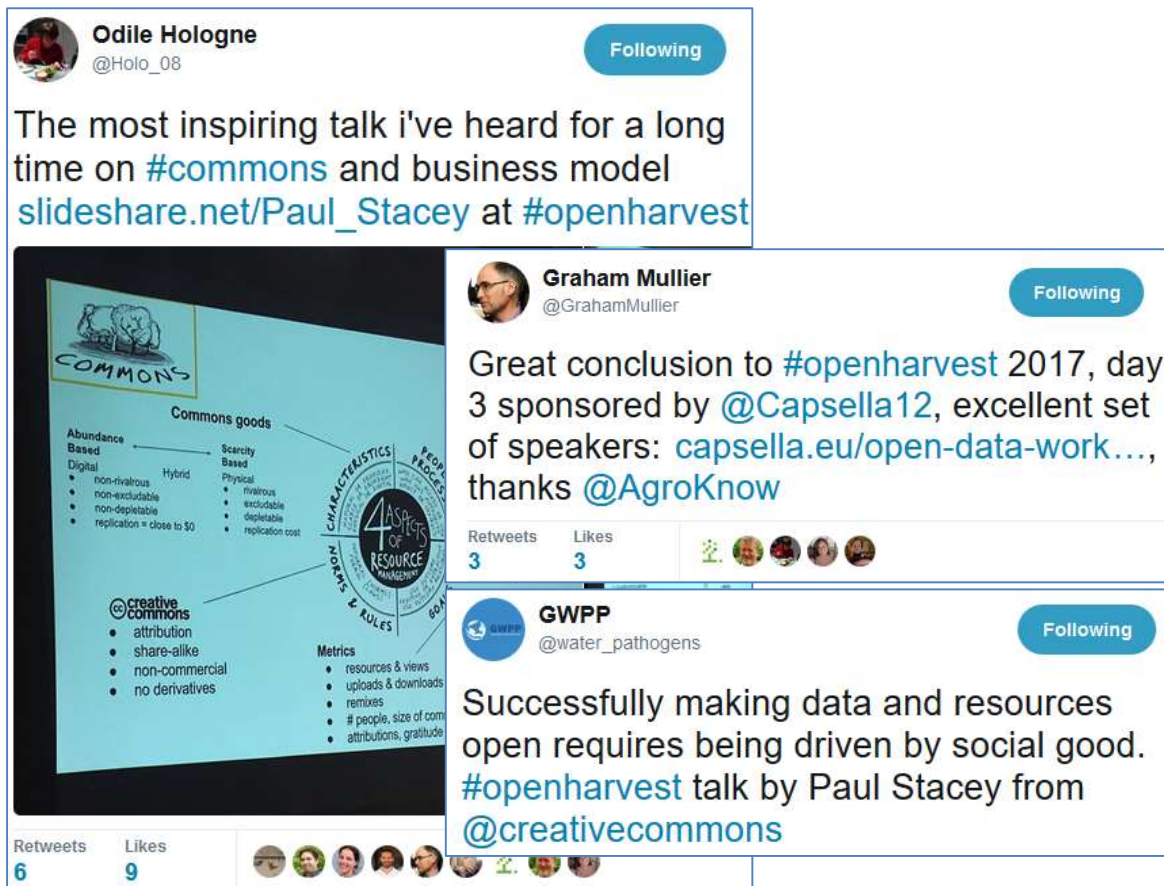 Odile Hologne
@Holo_08
Following
The most inspiring talk i've heard for a long
time on #commons and business model
slideshare.net/Paul_Stacey at #openharvest
COMMONS
Commons goods
Abundance
Based
Digital
Hybrid
non-rivalrous
non-excludable
non-depletable
replication = close to $0
Scarcity
Based
Physical
rivalrous
excludable
depletable
replication cost
CHARACTERISTICS
PEOPLE
PROCESS
4 ASPECTS
OF
RESOURCE
MANAGEMENT
NORMS & RULES
cc creative
commons
attribution
share-alike
non-commercial
no derivatives
Metrics
resources & views
uploads & downloads
remixes
# people, size of com
attributions, gratitude
Retweets
6
Likes
9
Graham Mullier
@GrahamMullier
Following
Great conclusion to #openharvest 2017, day
3 sponsored by @Capsella12, excellent set
of speakers: capsella.eu/open-data-work…,
thanks @AgroKnow
Retweets
3
Likes
3
GWPP
GWPP
@water_pathogens
Following
Successfully making data and resources
open requires being driven by social good.
#openharvest talk by Paul Stacey from
@creativecommons